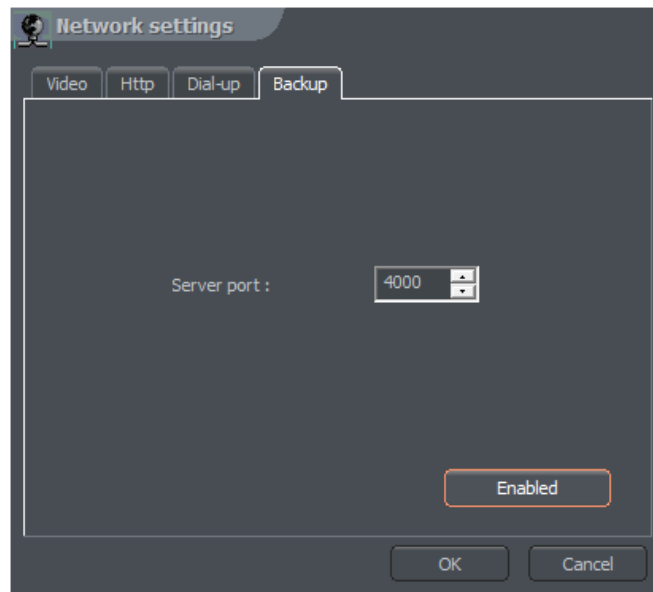 Network settings
Video Http Dial-up Backup
Server port : 4000
Enabled
OK Cancel